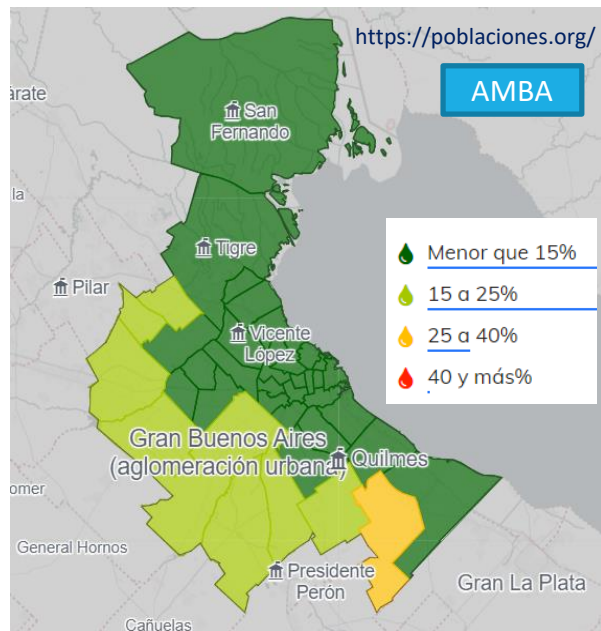 https://poblaciones.org/
AMBA
árate
San
Fernando
la
Tigre
Pilar
Vicente
López
Menor que 15%
15 a 25%
25 a 40%
40 y más%
Gran Buenos Aires
(aglomeración urbana)
Quilmes
omer
General Hornos
Presidente
Perón
Gran La Plata
Cañuelas